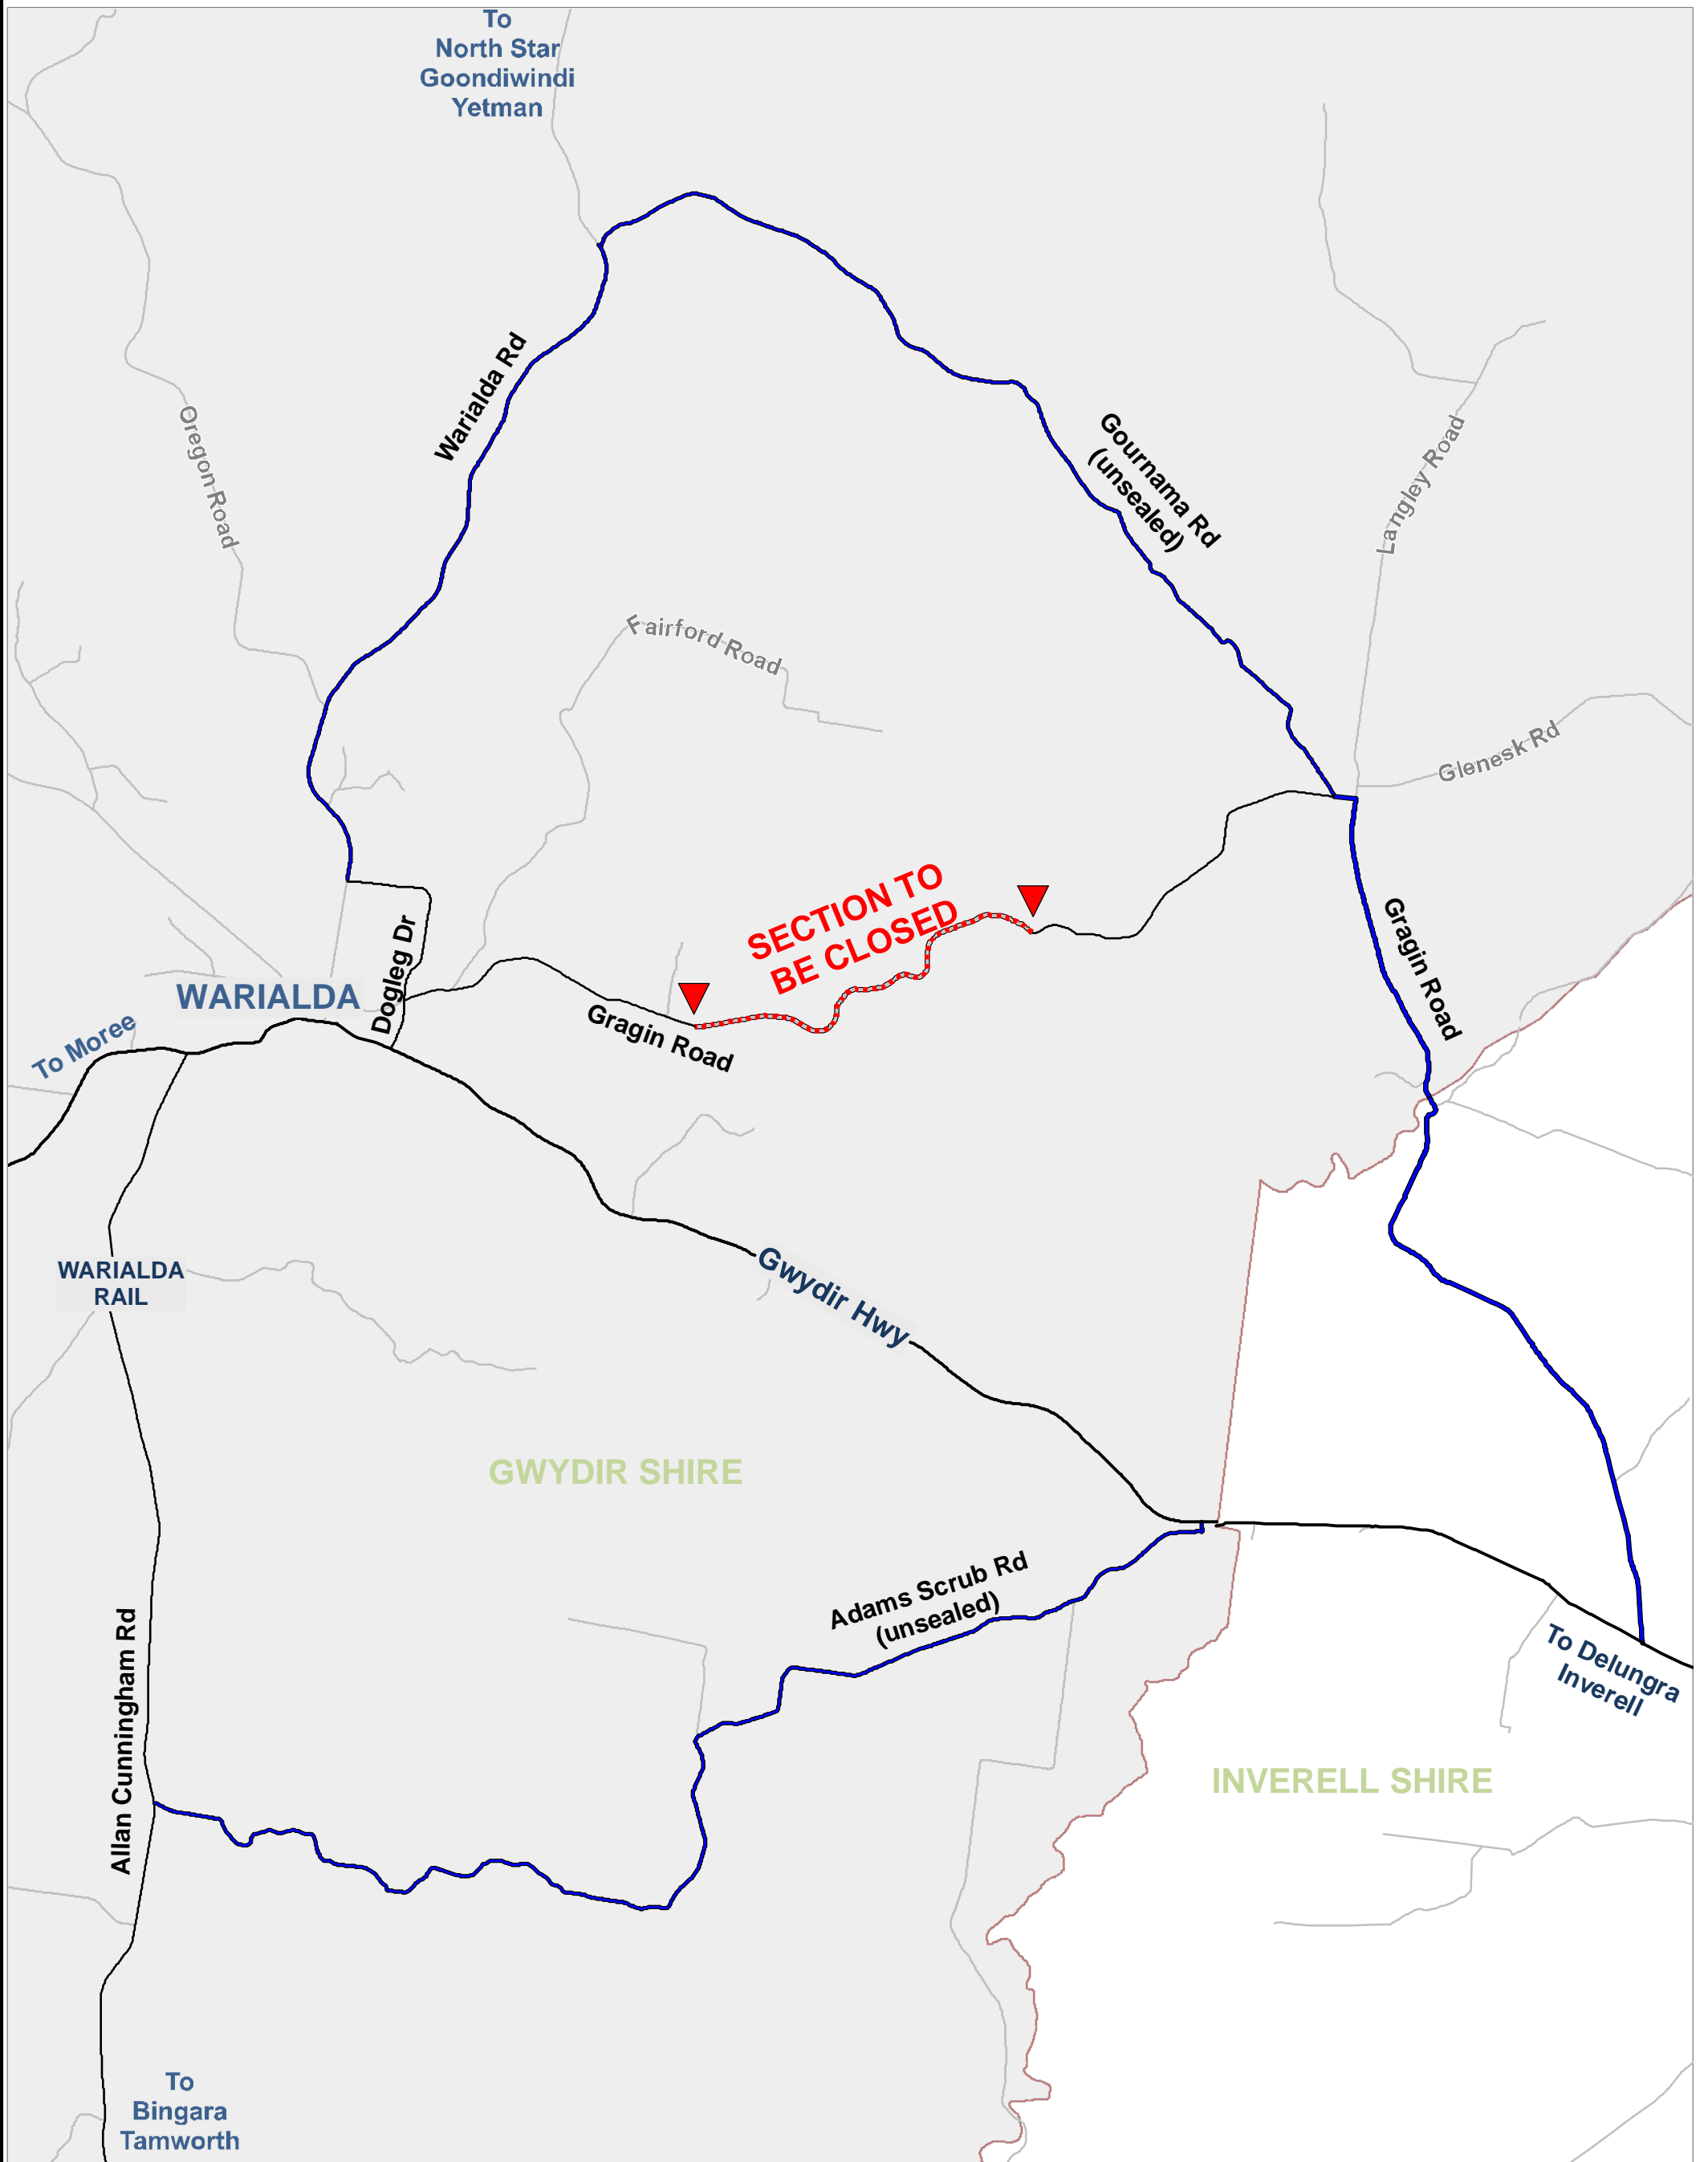 To
North Star
Goondiwindi
Yetman
Warialda Rd
Oregon Road
Gournama Rd
(unsealed)
Langley Road
Fairford Road
Glenesk Rd
SECTION TO
BE CLOSED
Gragin Road
Dogleg Dr
WARIALDA
To Moree
Gragin Road
WARIALDA
RAIL
Gwydir Hwy
GWYDIR SHIRE
Adams Scrub Rd
(unsealed)
Allan Cunningham Rd
To Delungra
Inverell
INVERELL SHIRE
To
Bingara
Tamworth